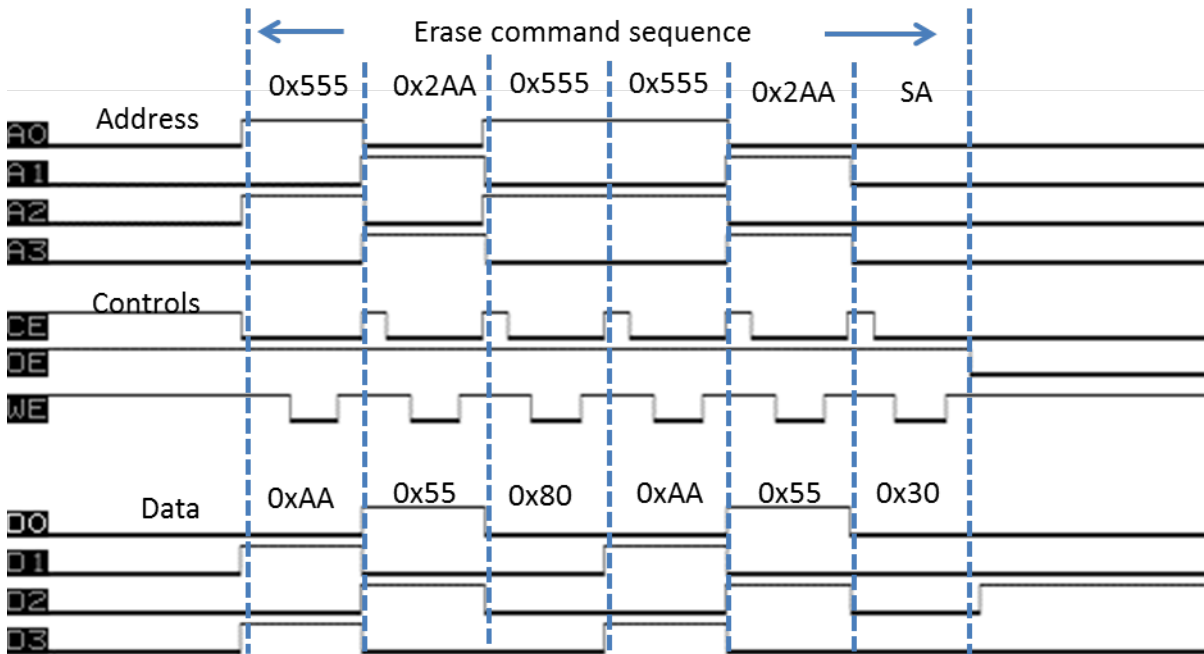 Erase command sequence
0x555 0x2AA 0x555 0x555 0x2AA SA
Address
A0
A1
A2
A3
Controls
CE
OE
WE
0xAA 0x55 0x80 0xAA 0x55 0x30
Data
D0
D1
D2
D3